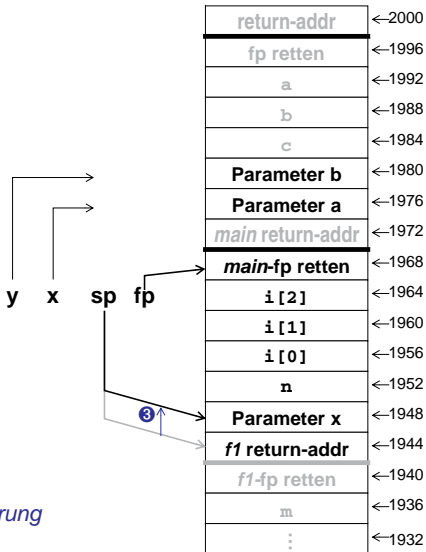 return-addr ←2000
fp retten ←1996
a ←1992
b ←1988
c ←1984
Parameter b ←1980
Parameter a ←1976
main return-addr ←1972
main-fp retten ←1968
y x sp fp
i[2] ←1964
i[1] ←1960
i[0] ←1956
n ←1952
Parameter x ←1948
❸
f1 return-addr ←1944
f1-fp retten ←1940
m ←1936
rung
⋮ ←1932